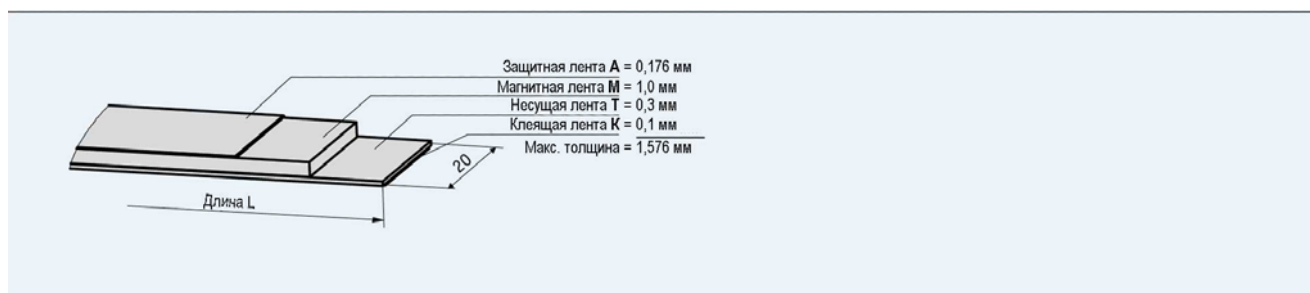 Защитная лента А = 0,176 мм
Магнитная лента М = 1,0 мм
Несущая лента Т = 0,3 мм
Клеящая лента К = 0,1 мм
Макс. толщина = 1,576 мм
20
Длина L